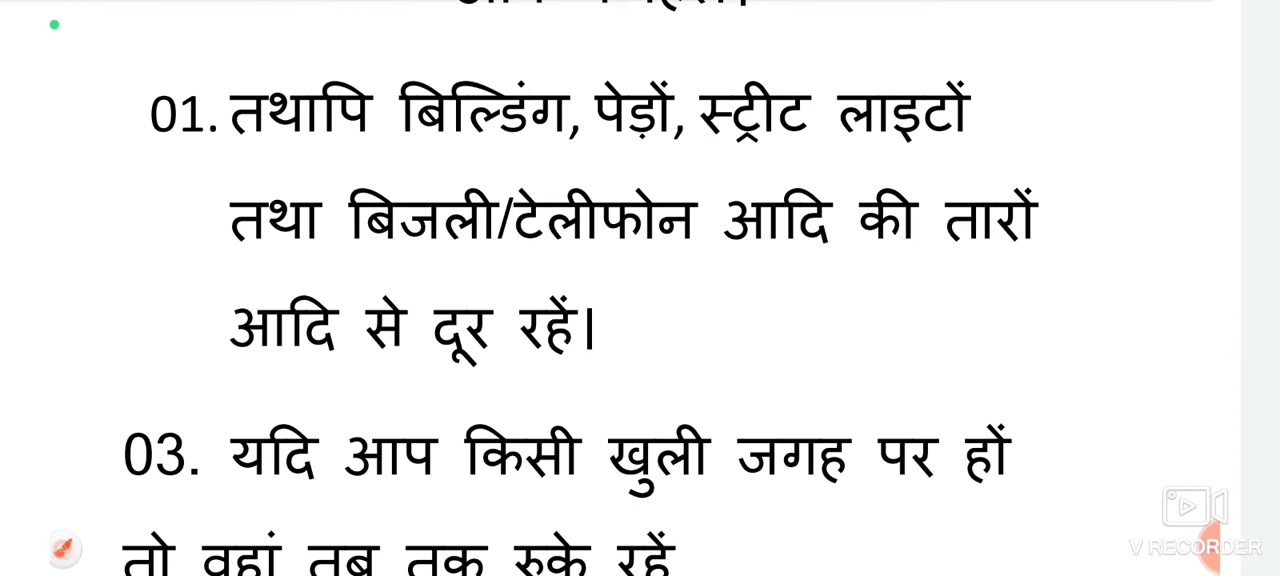 01. तथापि बिल्डिंग, पेड़ों, स्ट्रीट लाइटों
तथा बिजली/टेलीफोन आदि की तारों
आदि से दूर रहें।
03. यदि आप किसी खुली जगह पर हों
तो वहां तब तक रुके रहें
V RECORDER